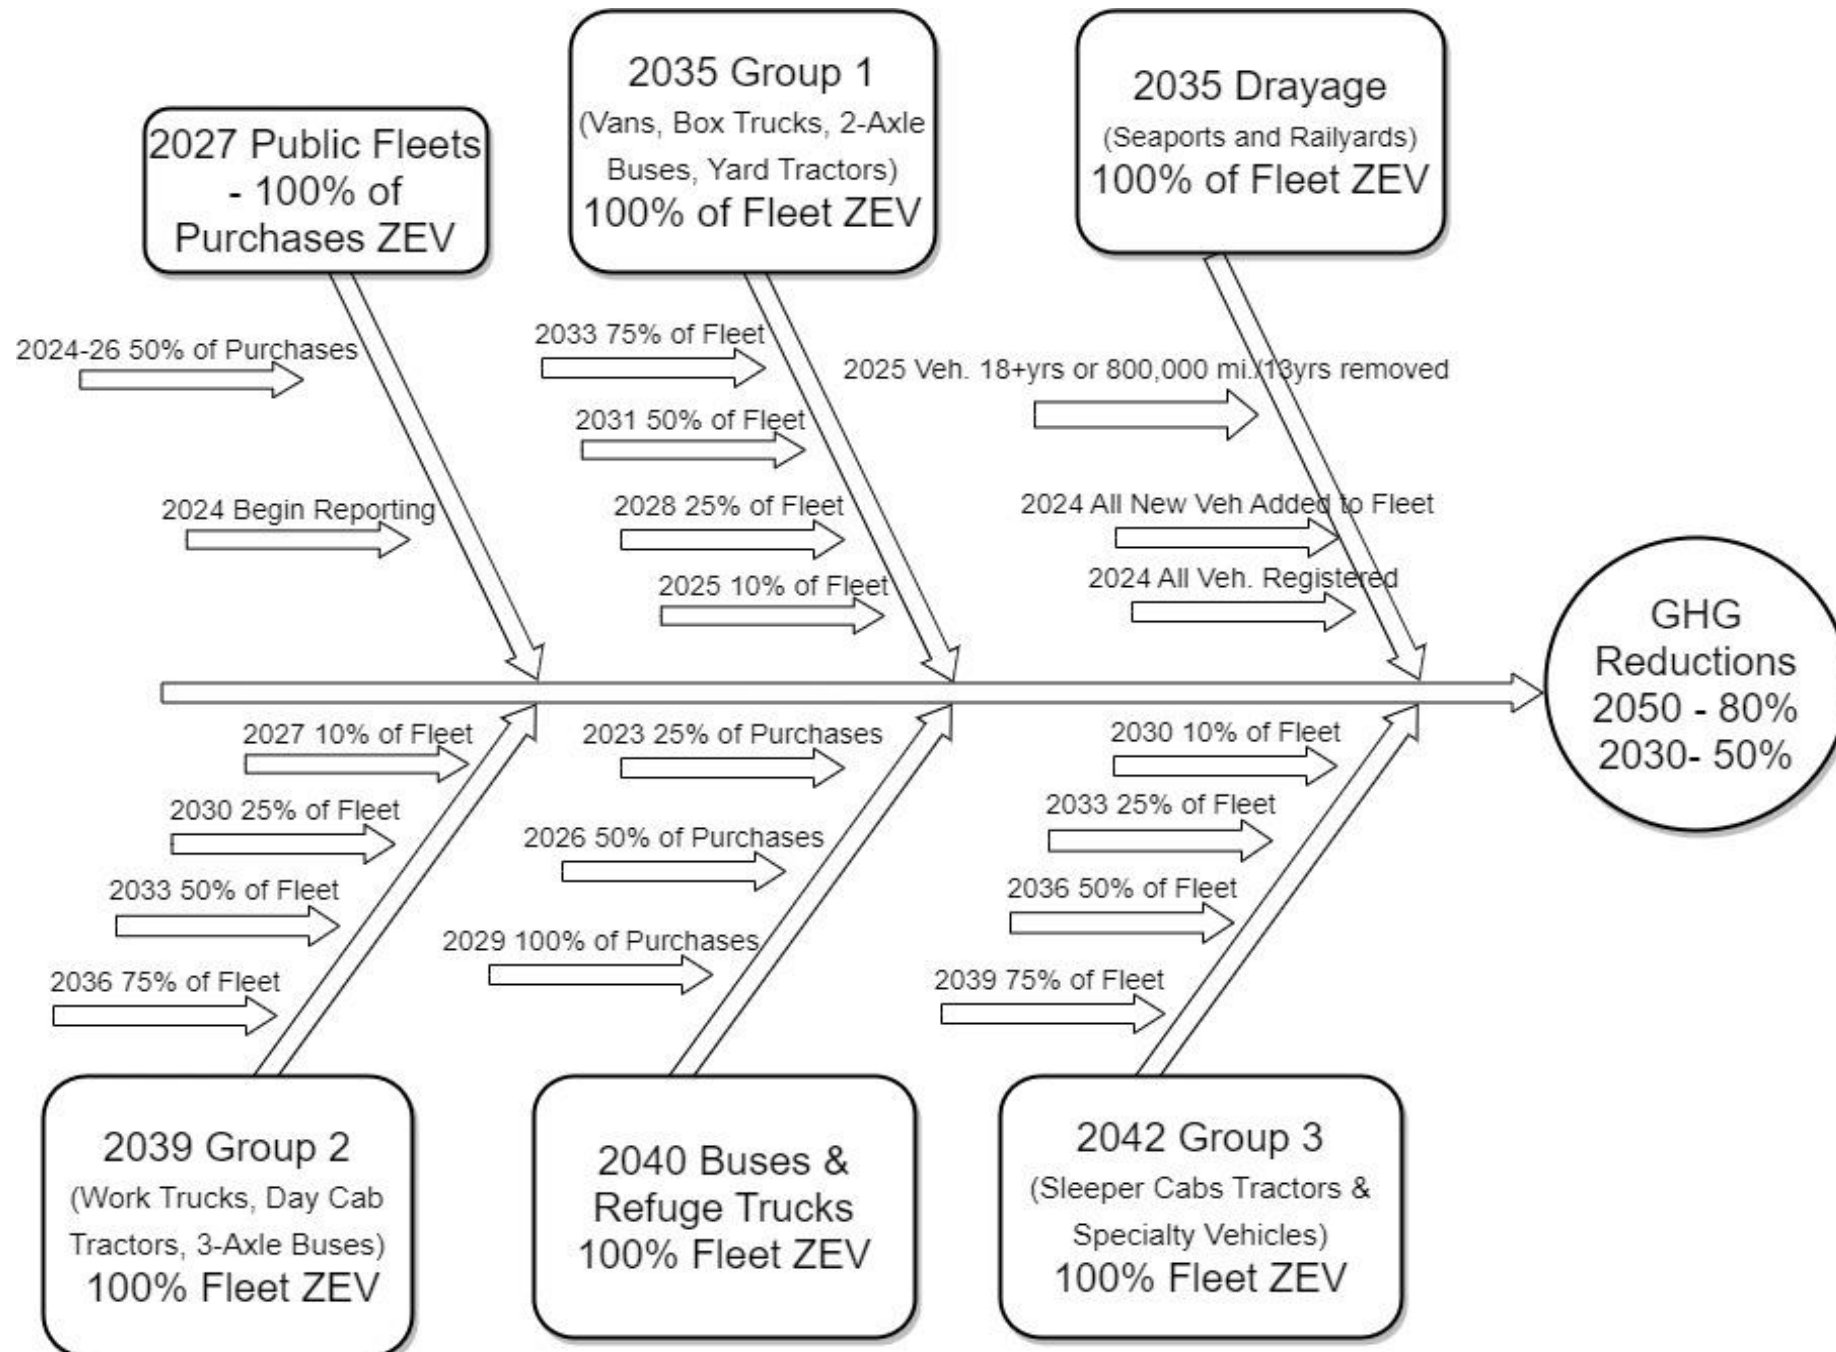 2027 Public Fleets
- 100% of
Purchases ZEV
2024-26 50% of Purchases
2024 Begin Reporting
2035 Group 1
(Vans, Box Trucks, 2-Axle
Buses, Yard Tractors)
100% of Fleet ZEV
2033 75% of Fleet
2031 50% of Fleet
2028 25% of Fleet
2025 10% of Fleet
2035 Drayage
(Seaports and Railyards)
100% of Fleet ZEV
2025 Veh. 18+yrs or 800,000 mi./13yrs removed
2024 All New Veh Added to Fleet
2024 All Veh. Registered
GHG
Reductions
2050 - 80%
2030- 50%
2027 10% of Fleet
2030 25% of Fleet
2033 50% of Fleet
2036 75% of Fleet
2039 Group 2
(Work Trucks, Day Cab
Tractors, 3-Axle Buses)
100% Fleet ZEV
2023 25% of Purchases
2026 50% of Purchases
2029 100% of Purchases
2040 Buses &
Refuge Trucks
100% Fleet ZEV
2030 10% of Fleet
2033 25% of Fleet
2036 50% of Fleet
2039 75% of Fleet
2042 Group 3
(Sleeper Cabs Tractors &
Specialty Vehicles)
100% Fleet ZEV